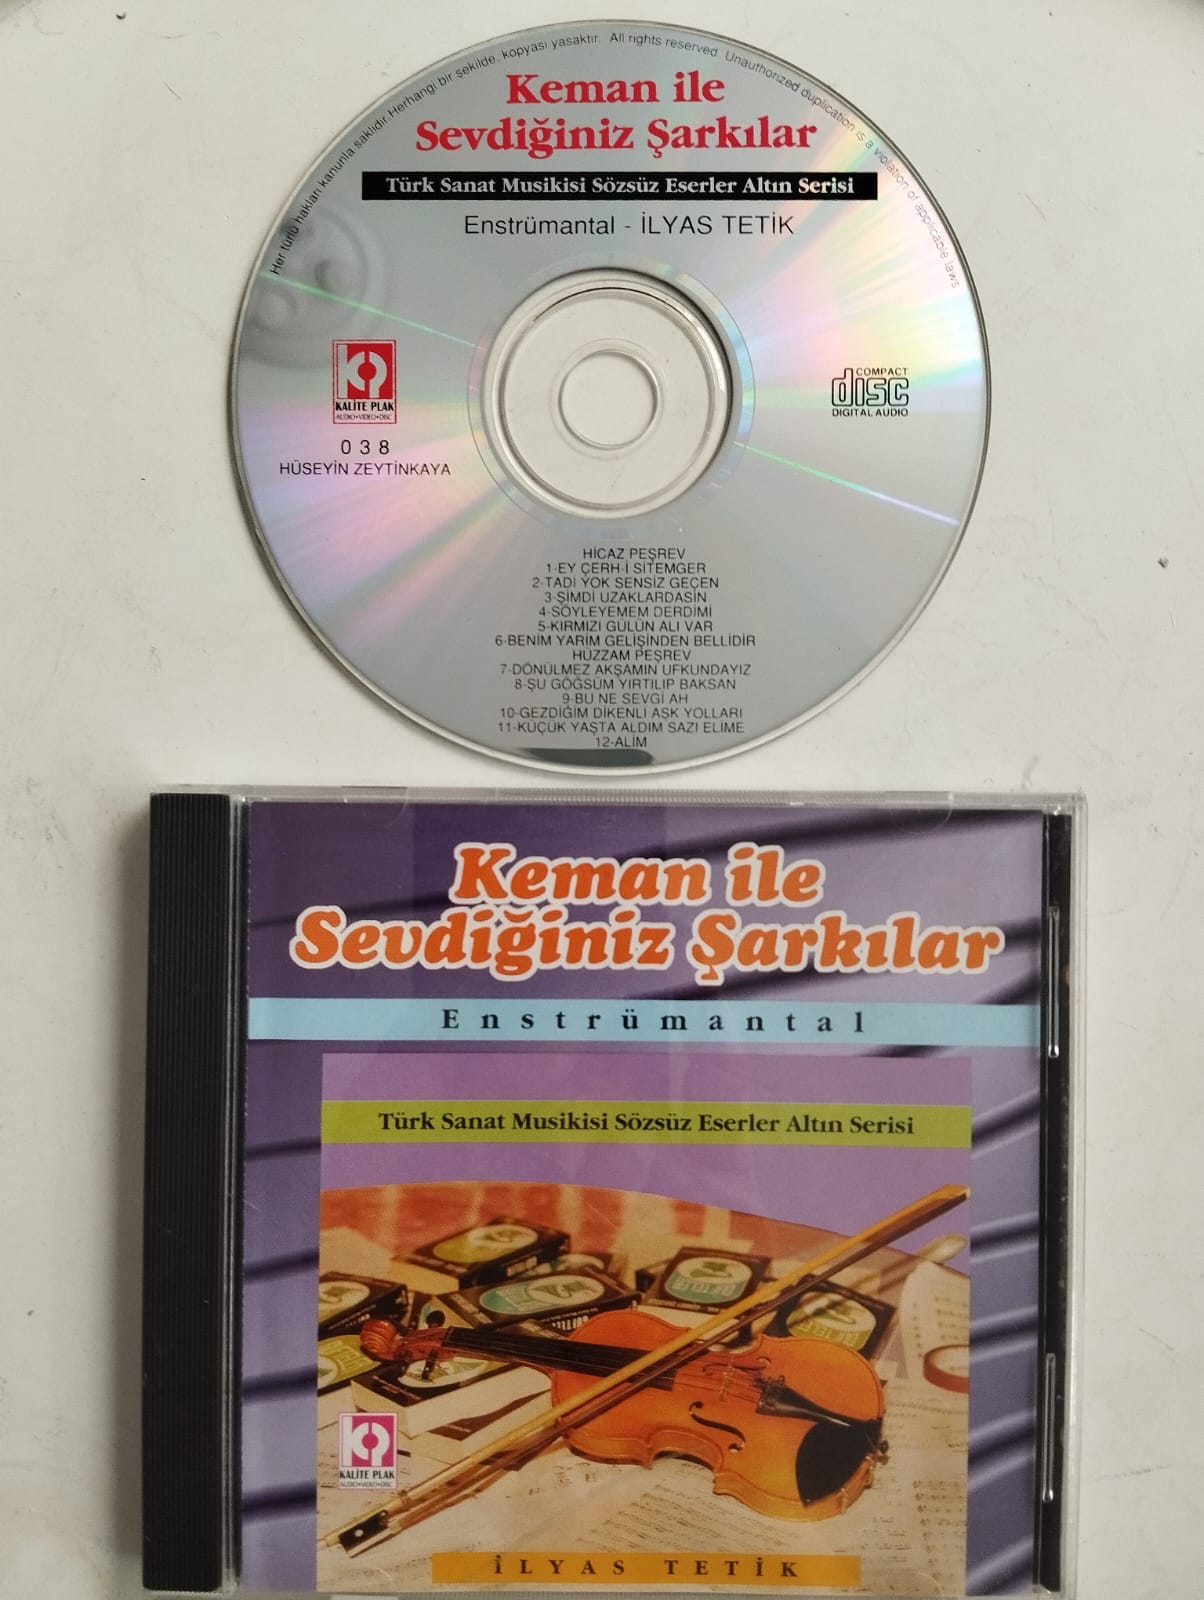 Her türlü hakları kanunla saklıdır. Herhangi bir şekilde, kopyası yasaktır. All rights reserved. Unauthorized duplication is a violation of applicable laws
Keman ile
Sevdiğiniz Şarkılar
Türk Sanat Musikisi Sözsüz Eserler Altın Serisi
Enstrümantal - İLYAS TETİK
KALİTE PLAK
AUDIO•VIDEO•DISC
038
HÜSEYİN ZEYTİNKAYA
COMPACT
disc
DIGITAL AUDIO
HİCAZ PEŞREV
1-EY ÇERH-İ SİTEMGER
2-TADI YOK SENSİZ GEÇEN
3-ŞİMDİ UZAKLARDASIN
4-SÖYLEYEMEM DERDİMİ
5-KIRMIZI GÜLÜN ALI VAR
6-BENİM YARİM GELİŞİNDEN BELLİDİR
HÜZZAM PEŞREV
7-DÖNÜLMEZ AKŞAMIN UFKUNDAYIZ
8-ŞU GÖĞSÜM YIRTILIP BAKSAN
9-BU NE SEVGİ AH
10-GEZDİĞİM DİKENLİ AŞK YOLLARI
11-KÜÇÜK YAŞTA ALDIM SAZI ELİME
12-ALİM
Keman ile
Sevdiğiniz Şarkılar
Enstrümantal
Türk Sanat Musikisi Sözsüz Eserler Altın Serisi
KALİTE PLAK
AUDIO•VIDEO•DISC
İLYAS TETİK